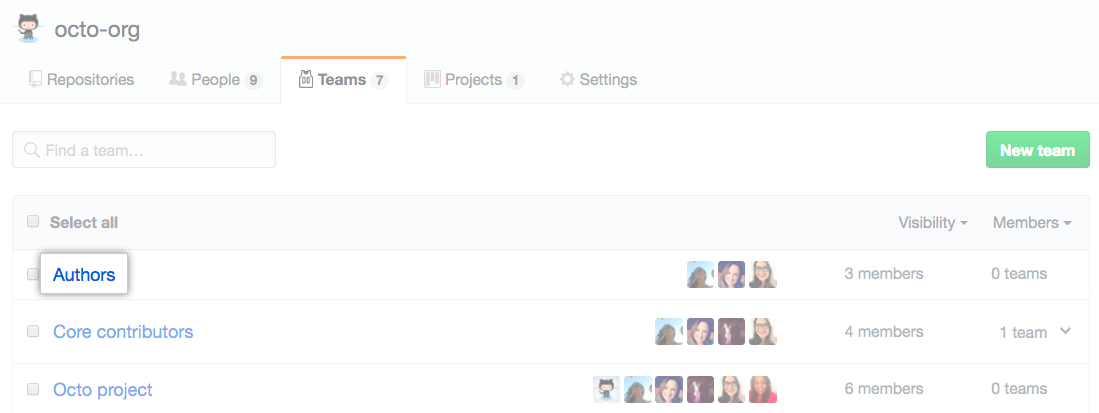 octo-org
Repositories People 9 Teams 7 Projects 1 Settings
Find a team… New team
Select all Visibility Members
Authors 3 members 0 teams
Core contributors 4 members 1 team
Octo project 6 members 0 teams